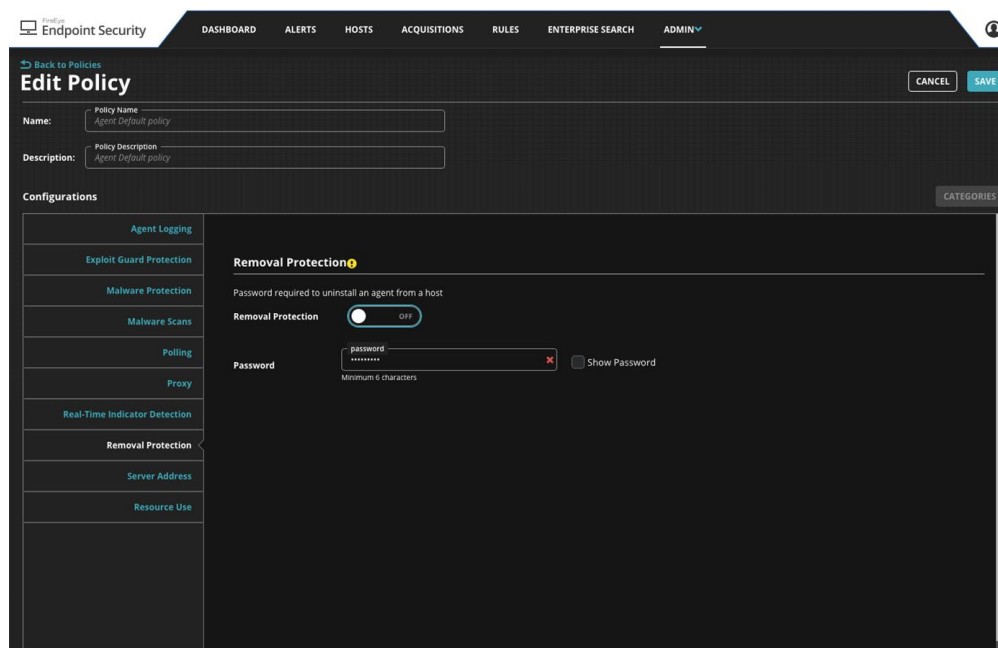 FireEye
Endpoint Security
DASHBOARD ALERTS HOSTS ACQUISITIONS RULES ENTERPRISE SEARCH ADMIN
Back to Policies
Edit Policy
CANCEL SAVE
Name: Policy Name
Agent Default policy
Description: Policy Description
Agent Default policy
Configurations
CATEGORIES
Agent Logging
Exploit Guard Protection
Malware Protection
Malware Scans
Polling
Proxy
Real-Time Indicator Detection
Removal Protection
Server Address
Resource Use
Removal Protection
Password required to uninstall an agent from a host
Removal Protection OFF
Password password
•••••••••
Show Password
Minimum 6 characters